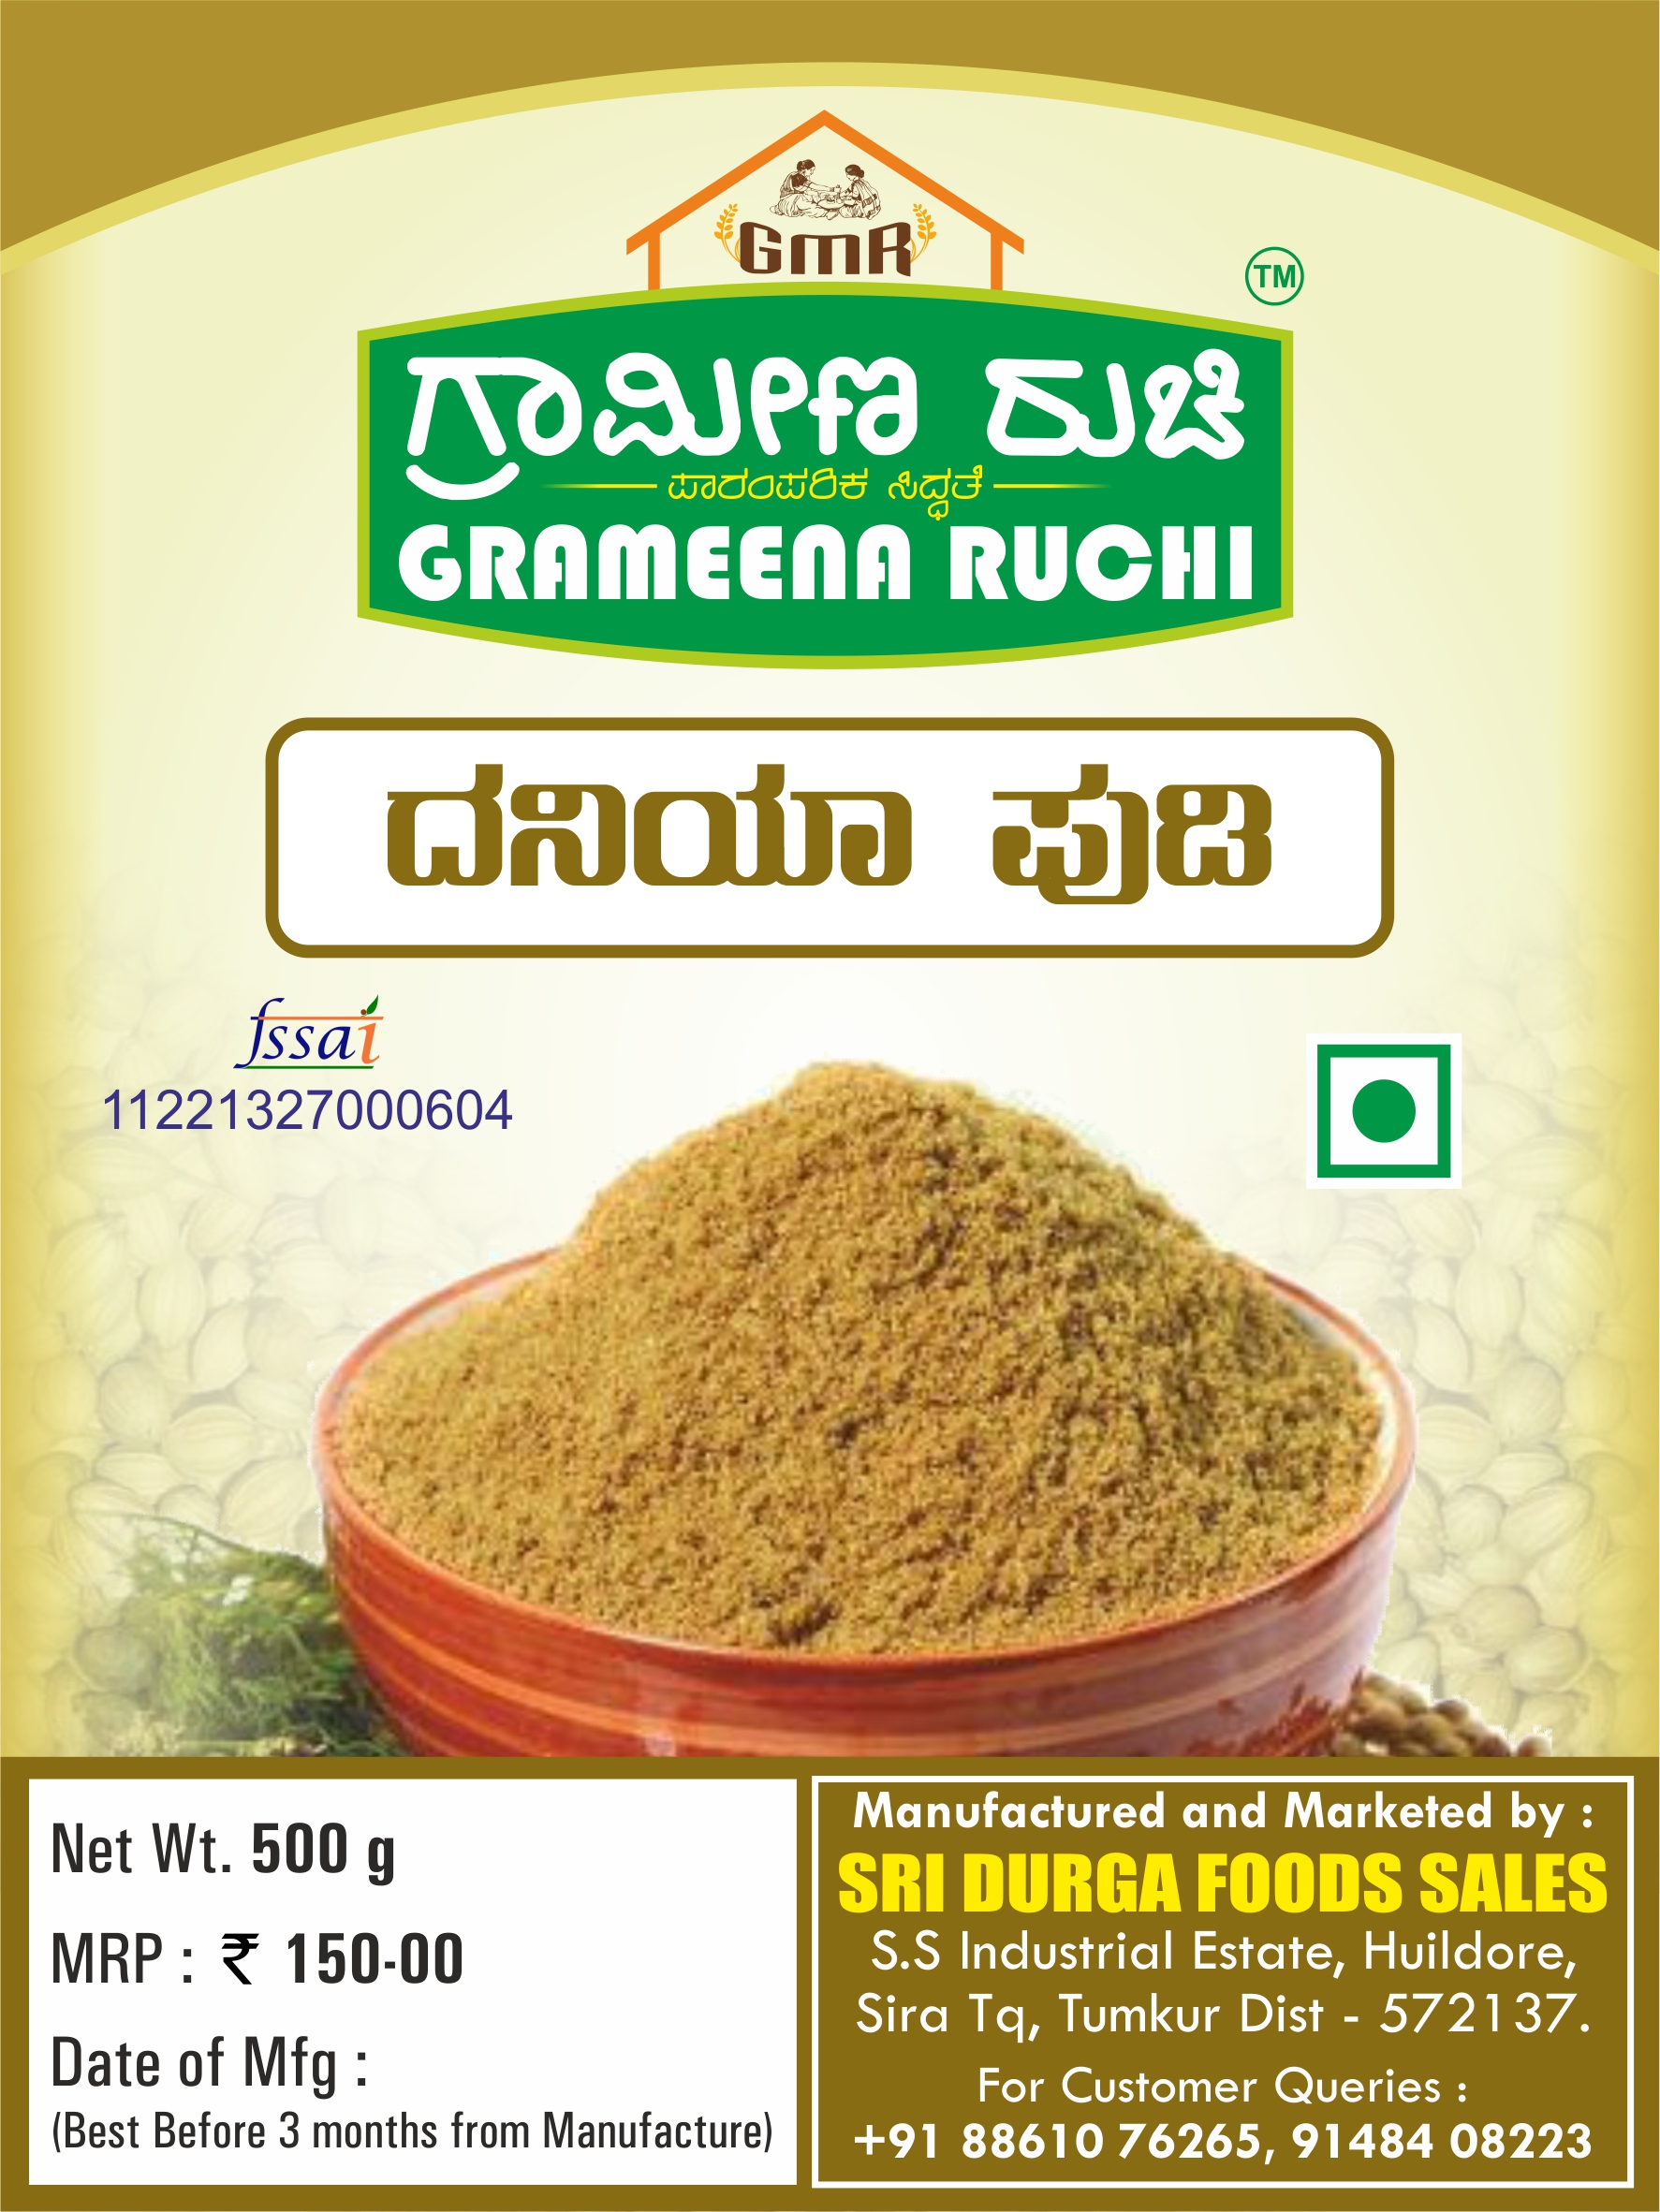 GMR
TM
ಗ್ರಾಮೀಣ ರುಚಿ
ಪಾರಂಪರಿಕ ಸಿದ್ಧತೆ
GRAMEENA RUCHI
ದನಿಯಾ ಪುಡಿ
fssai
11221327000604
Net Wt. 500 g
MRP : ₹ 150-00
Date of Mfg :
(Best Before 3 months from Manufacture)
Manufactured and Marketed by :
SRI DURGA FOODS SALES
S.S Industrial Estate, Huildore,
Sira Tq, Tumkur Dist - 572137.
For Customer Queries :
+91 88610 76265, 91484 08223